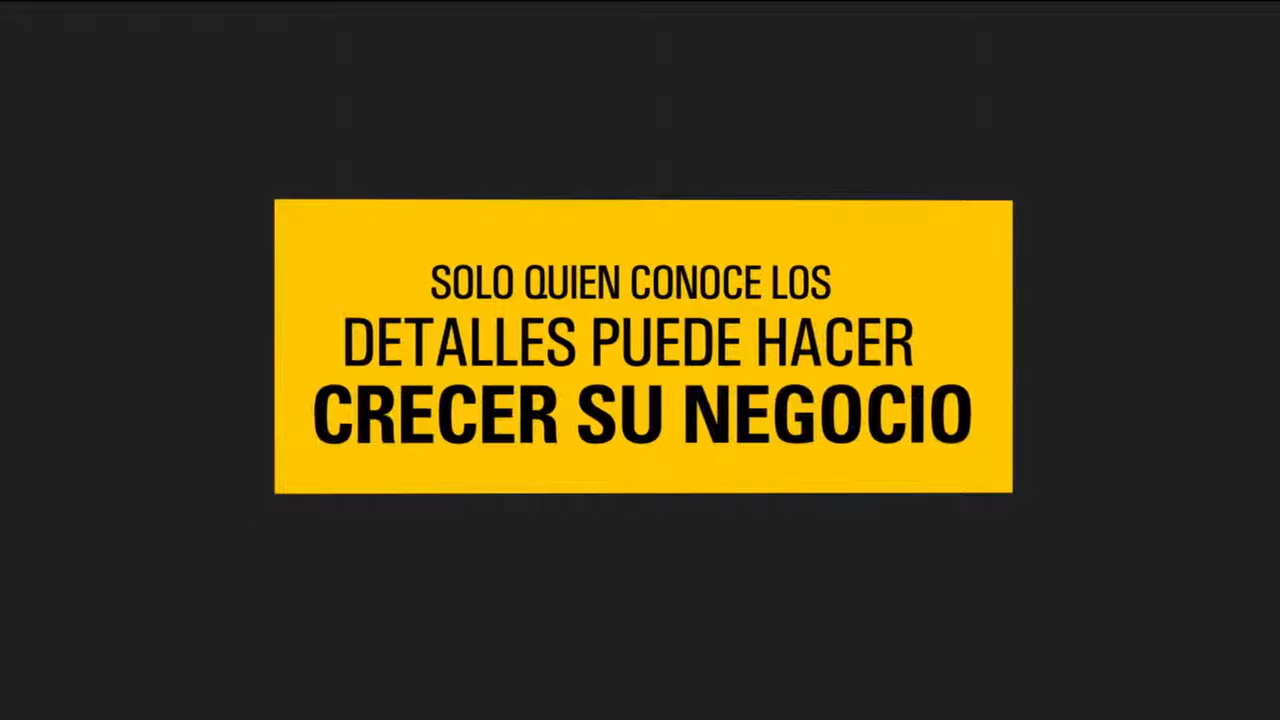 SOLO QUIEN CONOCE LOS
DETALLES PUEDE HACER
CRECER SU NEGOCIO